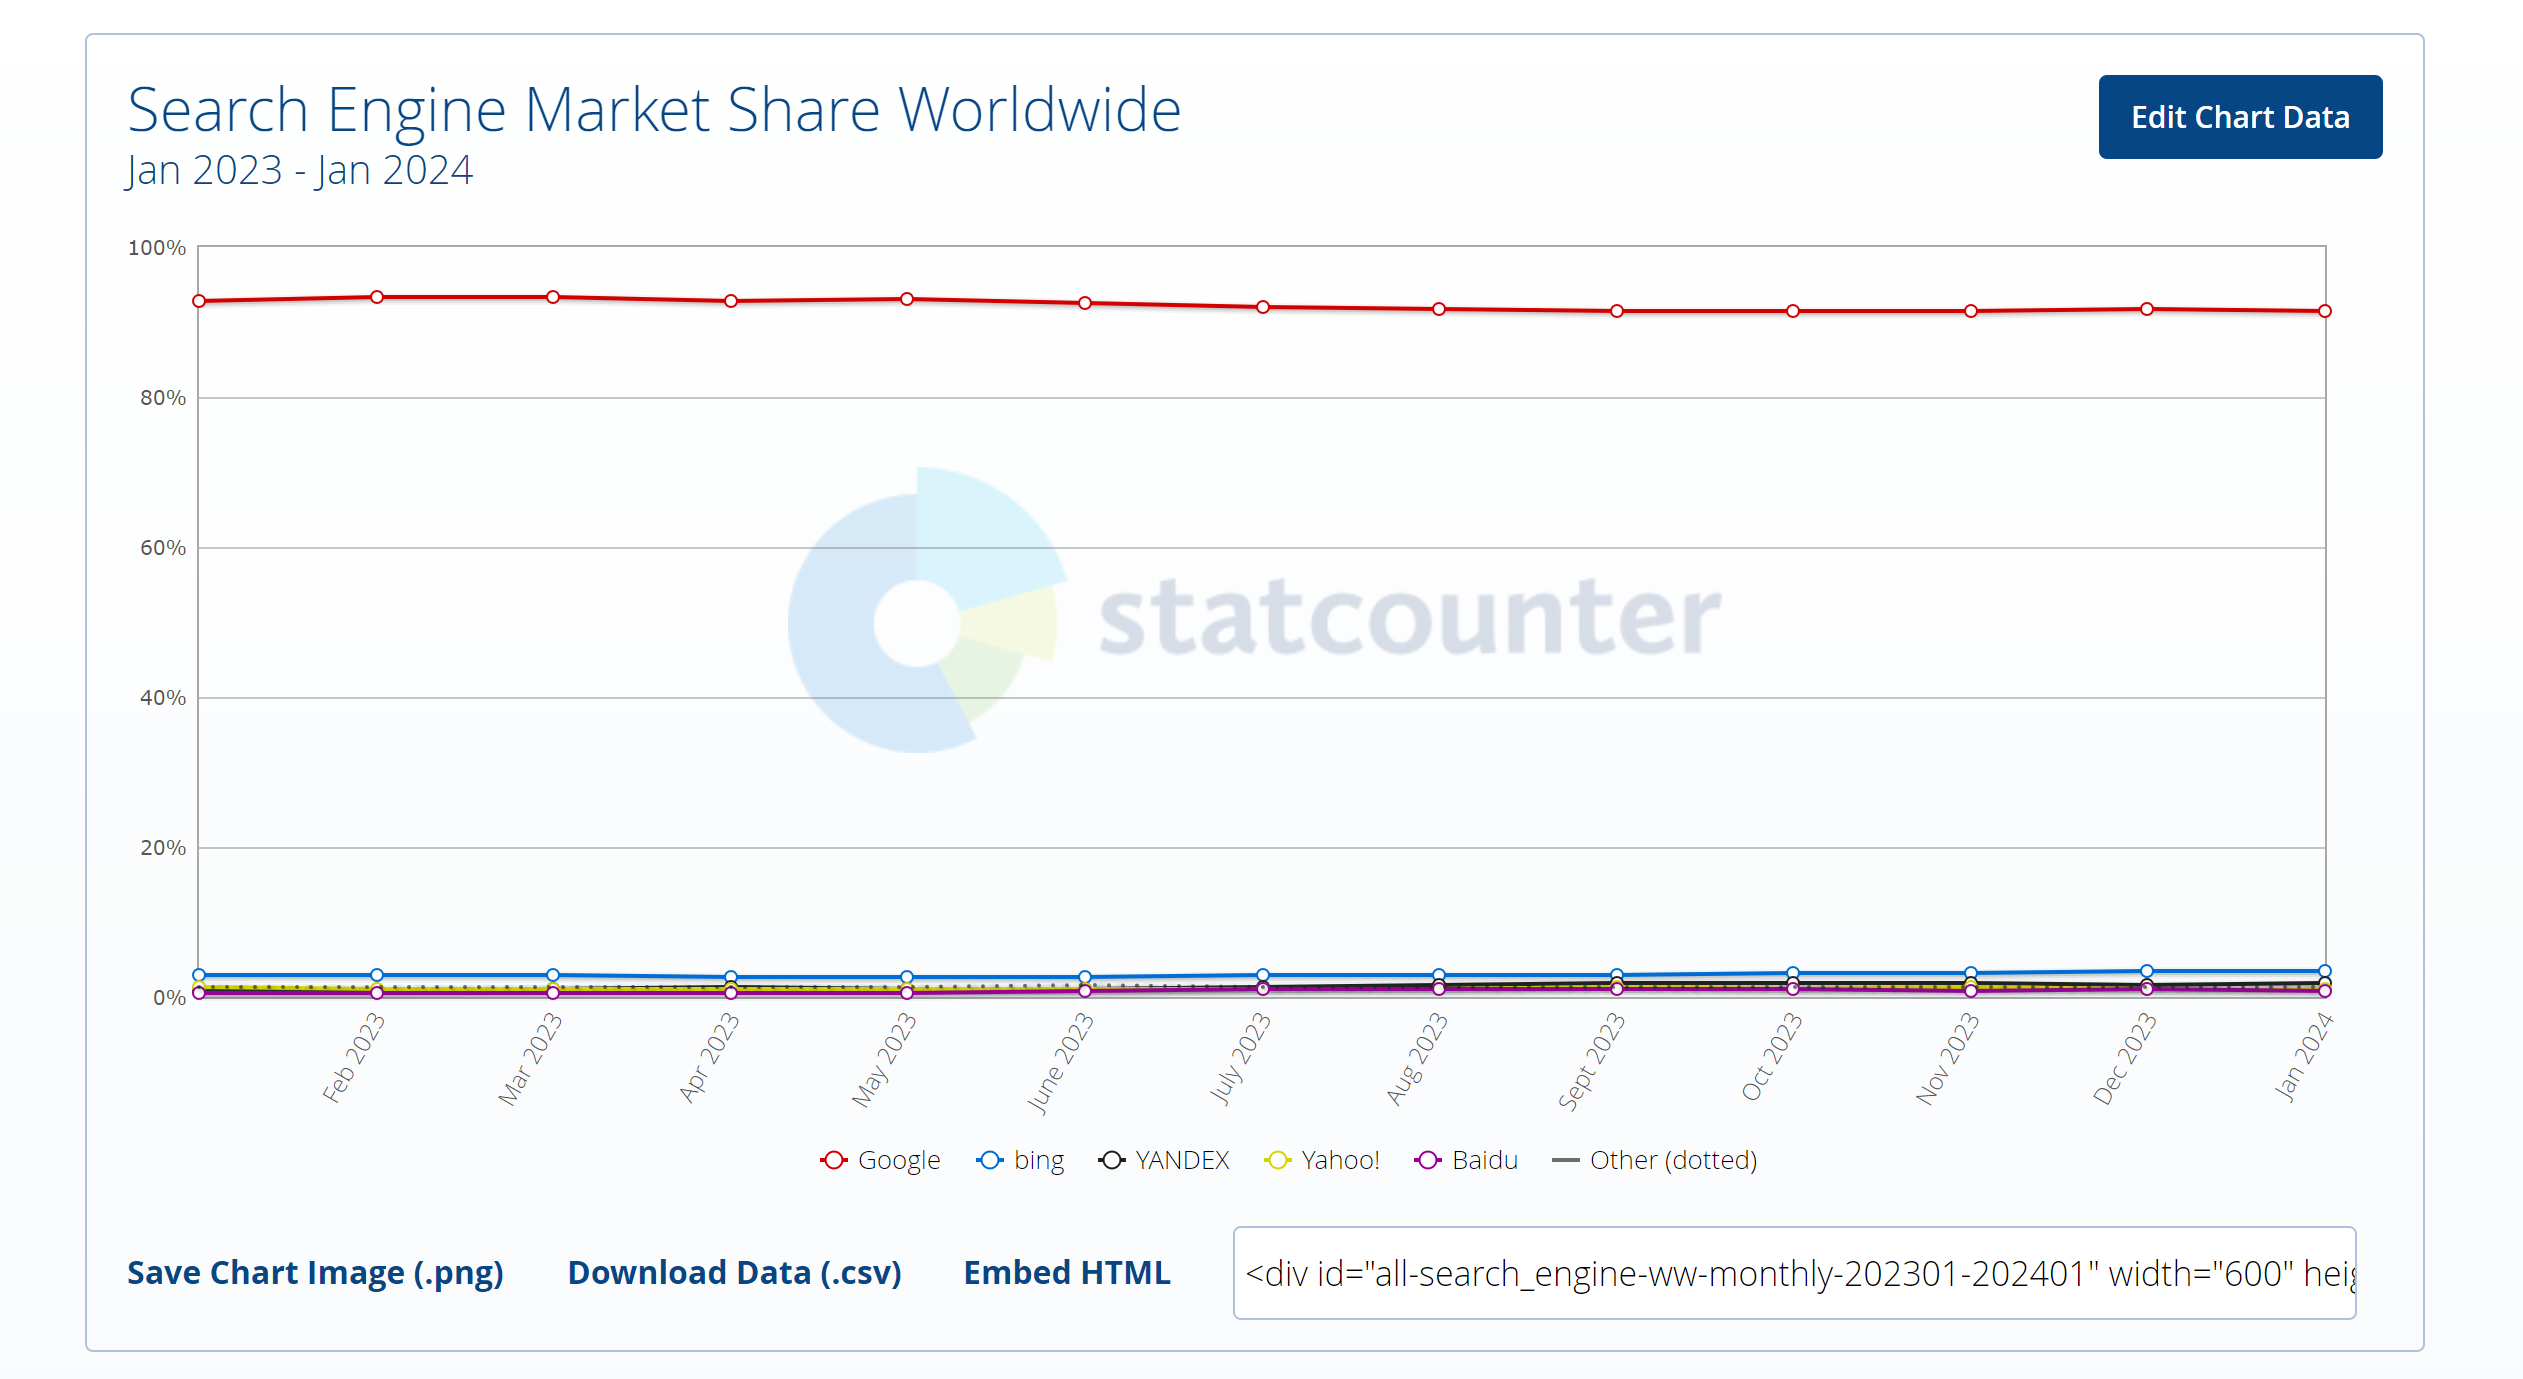 Search Engine Market Share Worldwide
Jan 2023 - Jan 2024
Edit Chart Data
100%
80%
60%
40%
20%
0%
statcounter
Feb 2023
Mar 2023
Apr 2023
May 2023
June 2023
July 2023
Aug 2023
Sept 2023
Oct 2023
Nov 2023
Dec 2023
Jan 2024
Google bing YANDEX Yahoo! Baidu Other (dotted)
Save Chart Image (.png) Download Data (.csv) Embed HTML <div id="all-search_engine-ww-monthly-202301-202401" width="600" heig